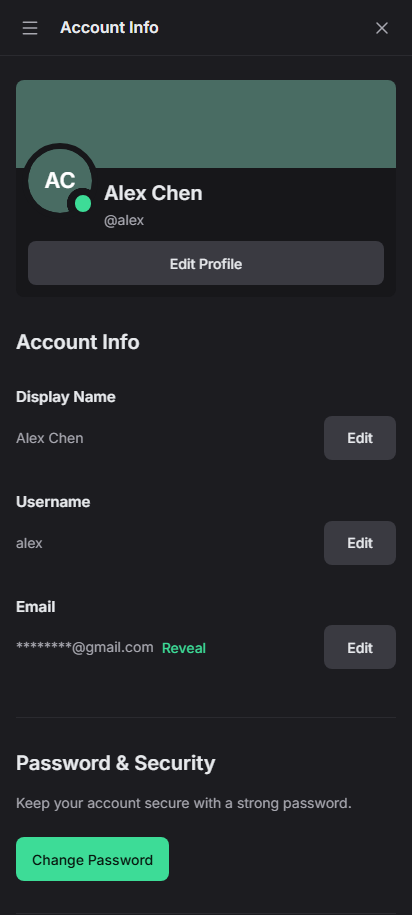 Account Info
AC
Alex Chen
@alex
Edit Profile
Account Info
Display Name
Alex Chen
Edit
Username
alex
Edit
Email
********@gmail.com Reveal
Edit
Password & Security
Keep your account secure with a strong password.
Change Password